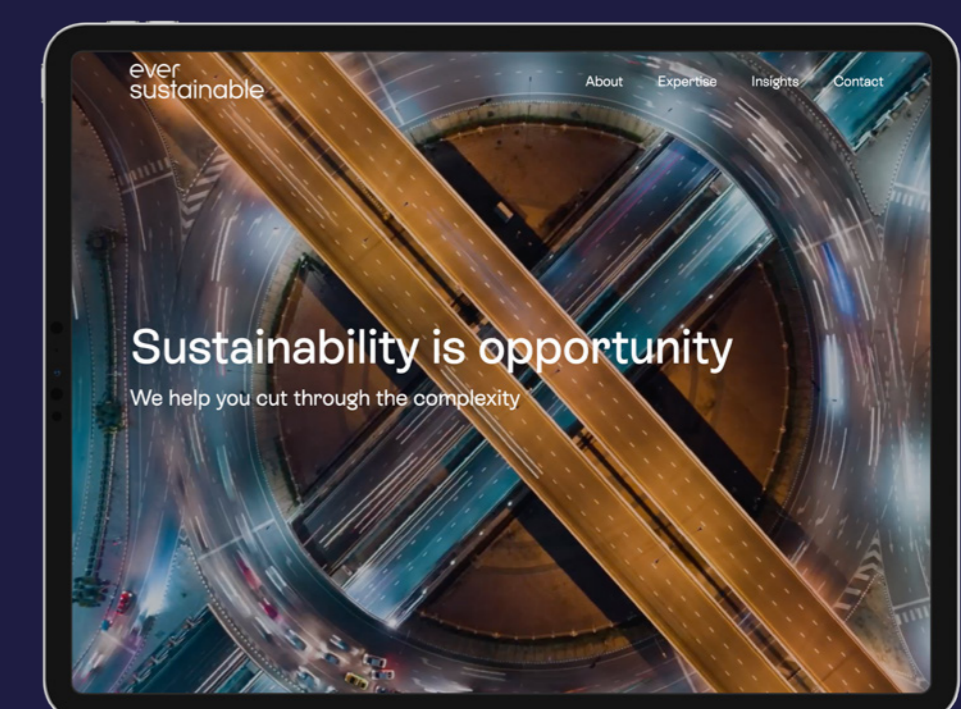 ever
sustainable
About Expertise Insights Contact
Sustainability is opportunity
We help you cut through the complexity